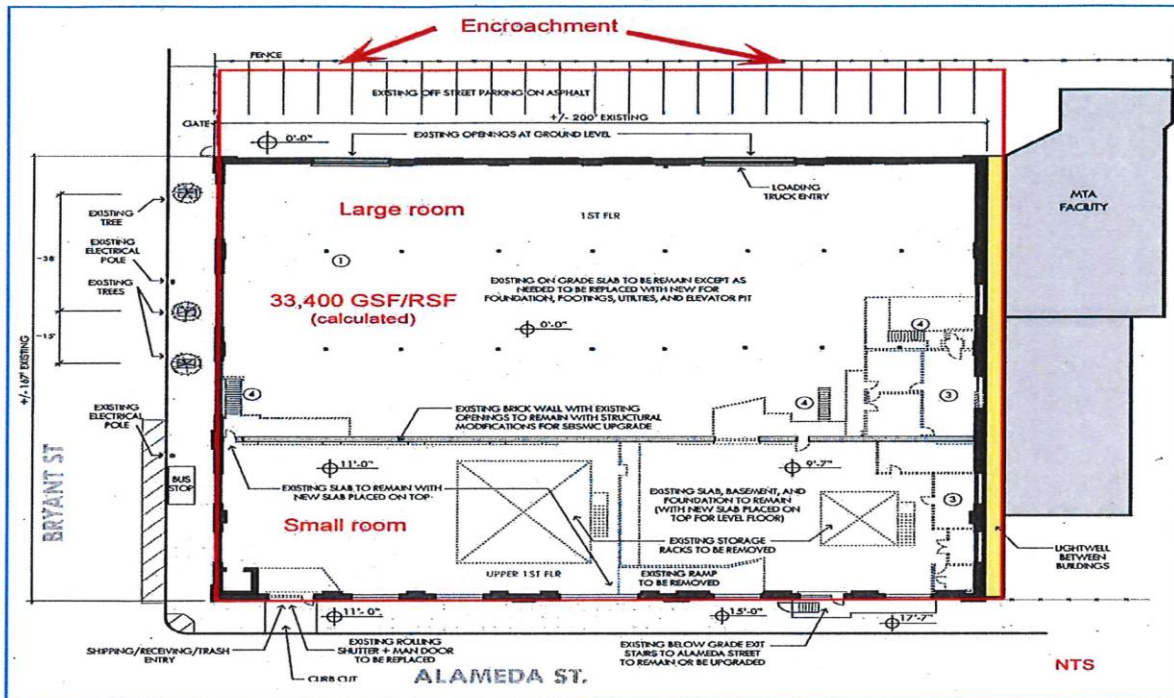 Encroachment
FENCE
EXISTING OFF STREET PARKING ON ASPHALT
+/- 200' EXISTING
GATE
0'-0"
EXISTING OPENINGS AT GROUND LEVEL
LOADING
TRUCK ENTRY
MTA
FACILITY
Large room
1ST FLR
EXISTING
TREE
EXISTING
ELECTRICAL
POLE
EXISTING
TREES
~38'
~15'
+/- 167' EXISTING
1
EXISTING ON GRADE SLAB TO BE REMAIN EXCEPT AS
NEEDED TO BE REPLACED WITH NEW FOR
FOUNDATION, FOOTINGS, UTILITIES, AND ELEVATOR PIT
33,400 GSF/RSF
(calculated)
0'-0"
4
3
4
4
EXISTING
ELECTRICAL
POLE
EXISTING BRICK WALL WITH EXISTING
OPENINGS TO REMAIN WITH STRUCTURAL
MODIFICATIONS FOR SEISMIC UPGRADE
BRYANT ST
BUS
STOP
11'-0"
9'-7"
EXISTING SLAB TO REMAIN WITH
NEW SLAB PLACED ON TOP
EXISTING SLAB, BASEMENT, AND
FOUNDATION TO REMAIN
(WITH NEW SLAB PLACED ON
TOP FOR LEVEL FLOOR)
3
Small room
EXISTING STORAGE
RACKS TO BE REMOVED
UPPER 1ST FLR
EXISTING RAMP
TO BE REMOVED
LIGHTWELL
BETWEEN
BUILDINGS
11'-0"
15'-0"
17'-7"
SHIPPING/RECEIVING/TRASH
ENTRY
EXISTING ROLLING
SHUTTER + MAN DOOR
TO BE REPLACED
CURB CUT
ALAMEDA ST.
EXISTING BELOW GRADE EXIT
STAIRS TO ALAMEDA STREET
TO REMAIN OR BE UPGRADED
NTS